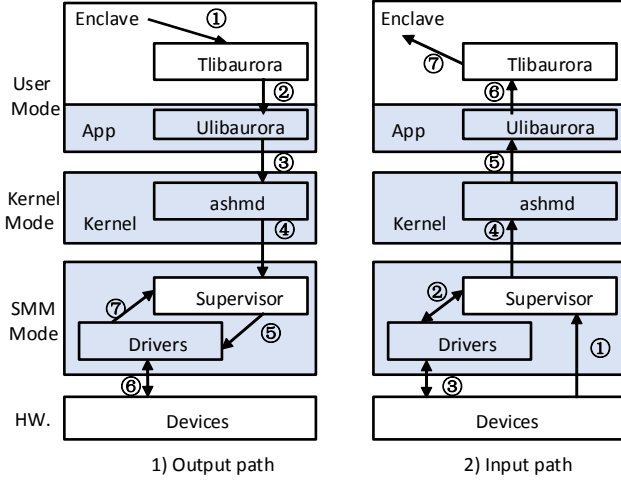 Enclave
①
Tlibaurora
②
User
Mode
App
Ulibaurora
③
Kernel
Mode
ashmd
Kernel
④
SMM
Mode
Supervisor
⑦
⑤
Drivers
⑥
HW.
Devices
1) Output path
Enclave
⑦
Tlibaurora
⑥
App
Ulibaurora
⑤
ashmd
Kernel
④
②
Supervisor
Drivers
①
③
Devices
2) Input path